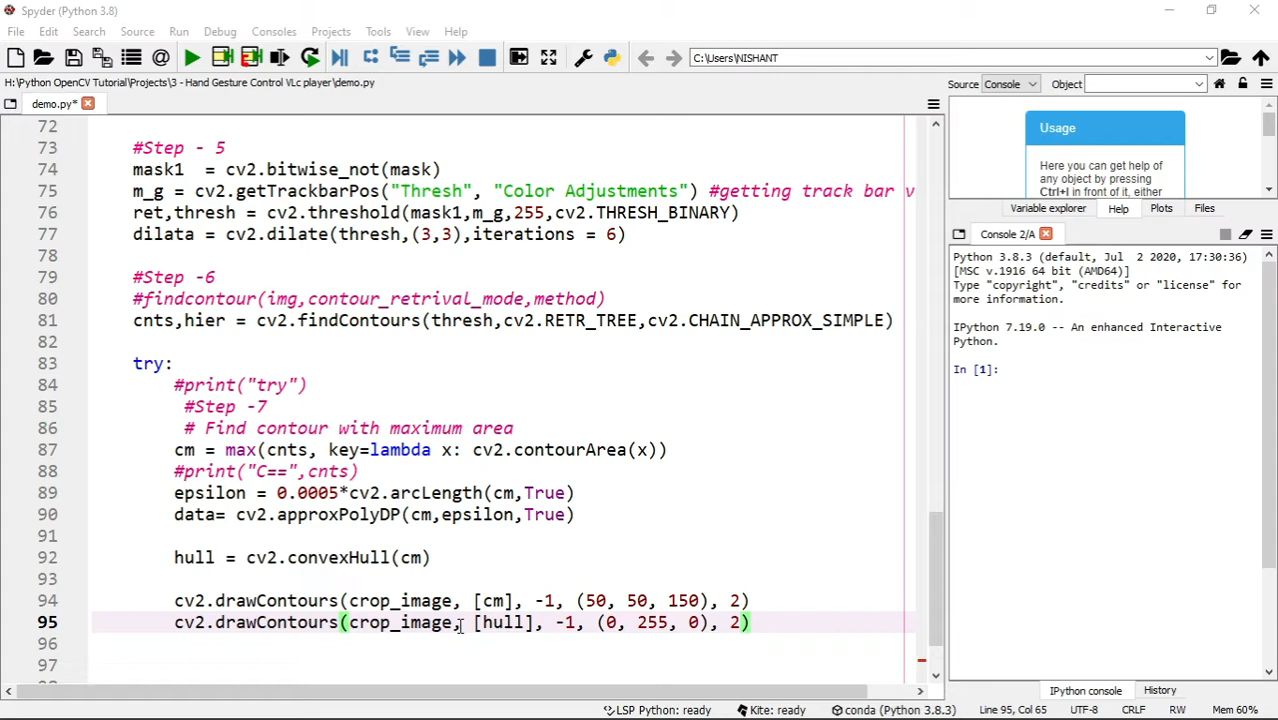 Spyder (Python 3.8)
File Edit Search Source Run Debug Consoles Projects Tools View Help
C:\Users\NISHANT
H:\Python OpenCV Tutorial\Projects\3 - Hand Gesture Control VLc player\demo.py
demo.py*
72
73 #Step - 5
74 mask1  = cv2.bitwise_not(mask)
75 m_g = cv2.getTrackbarPos("Thresh", "Color Adjustments") #getting track bar v
76 ret,thresh = cv2.threshold(mask1,m_g,255,cv2.THRESH_BINARY)
77 dilata = cv2.dilate(thresh,(3,3),iterations = 6)
78
79 #Step -6
80 #findcontour(img,contour_retrival_mode,method)
81 cnts,hier = cv2.findContours(thresh,cv2.RETR_TREE,cv2.CHAIN_APPROX_SIMPLE)
82
83 try:
84 #print("try")
85 #Step -7
86 # Find contour with maximum area
87 cm = max(cnts, key=lambda x: cv2.contourArea(x))
88 #print("C==",cnts)
89 epsilon = 0.0005*cv2.arcLength(cm,True)
90 data= cv2.approxPolyDP(cm,epsilon,True)
91
92 hull = cv2.convexHull(cm)
93
94 cv2.drawContours(crop_image, [cm], -1, (50, 50, 150), 2)
95 cv2.drawContours(crop_image, [hull], -1, (0, 255, 0), 2)
96
97
Source Console Object
Usage
Here you can get help of
any object by pressing
Ctrl+I in front of it, either
Variable explorer Help Plots Files
Console 2/A
Python 3.8.3 (default, Jul  2 2020, 17:30:36)
[MSC v.1916 64 bit (AMD64)]
Type "copyright", "credits" or "license" for
more information.
IPython 7.19.0 -- An enhanced Interactive
Python.
In [1]:
IPython console History
LSP Python: ready Kite: ready conda (Python 3.8.3) Line 95, Col 65 UTF-8 CRLF RW Mem 60%